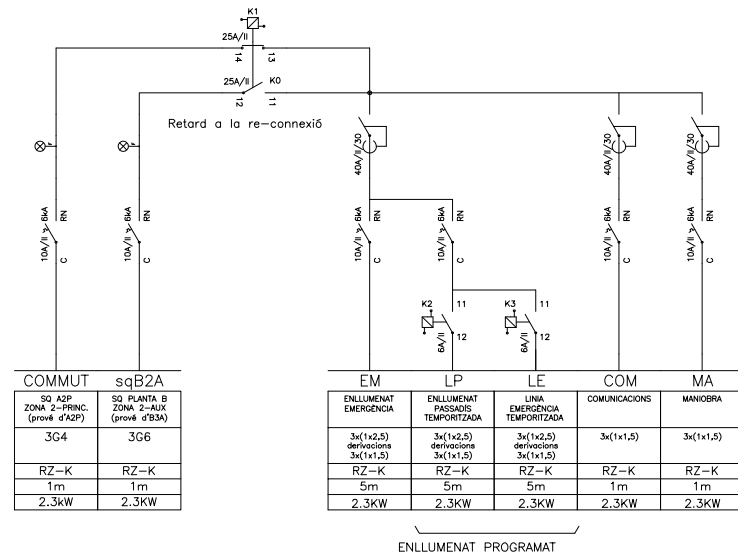 K1
25A/II
14
13
25A/II
K0
12
11
Retard a la re-connexió
40A/II/30
40A/II/30
40A/II/30
10A/II
6kA
RN
C
10A/II
6kA
RN
C
10A/II
6kA
RN
C
10A/II
6kA
RN
C
10A/II
6kA
RN
C
10A/II
6kA
RN
C
K2
11
12
6A/II
K3
11
12
6A/II
COMMUT
sqB2A
EM
LP
LE
COM
MA
SQ A2P
ZONA 2-PRINC.
(prové d'A2P)
SQ PLANTA B
ZONA 2-AUX
(prové d'B3A)
ENLLUMENAT
EMERGÈNCIA
ENLLUMENAT
PASSADÍS
TEMPORITZADA
LINIA
EMERGÈNCIA
TEMPORITZADA
COMUNICACIONS
MANIOBRA
3G4
3G6
3x(1x2,5)
derivacions
3x(1x1,5)
3x(1x2,5)
derivacions
3x(1x1,5)
3x(1x2,5)
derivacions
3x(1x1,5)
3x(1x1,5)
3x(1x1,5)
RZ-K
RZ-K
RZ-K
RZ-K
RZ-K
RZ-K
RZ-K
1m
1m
5m
5m
5m
1m
1m
2.3kW
2.3KW
2.3KW
2.3KW
2.3KW
2.3KW
2.3KW
ENLLUMENAT PROGRAMAT